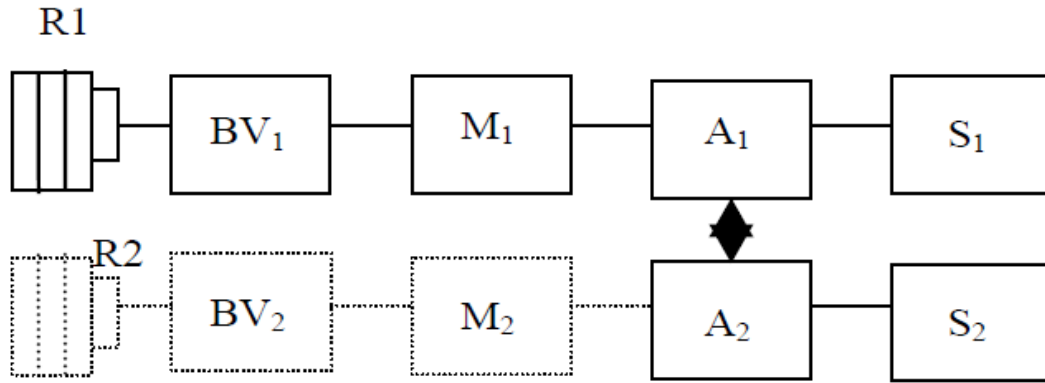 R1
BV₁ M₁ A₁ S₁
R2
BV₂ M₂ A₂ S₂